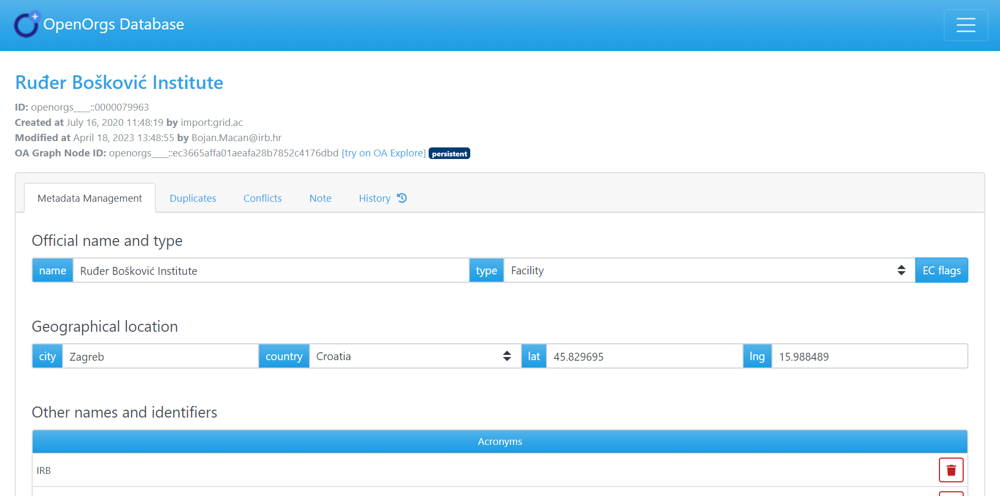 OpenOrgs Database
Ruđer Bošković Institute
ID: openorgs____::0000079963
Created at July 16, 2020 11:48:19 by import:grid.ac
Modified at April 18, 2023 13:48:55 by Bojan.Macan@irb.hr
OA Graph Node ID: openorgs____::ec3665affa01aeafa28b7852c4176dbd [try on OA Explore] persistent
Metadata Management Duplicates Conflicts Note History
Official name and type
name Ruđer Bošković Institute type Facility EC flags
Geographical location
city Zagreb country Croatia lat 45.829695 lng 15.988489
Other names and identifiers
Acronyms
IRB